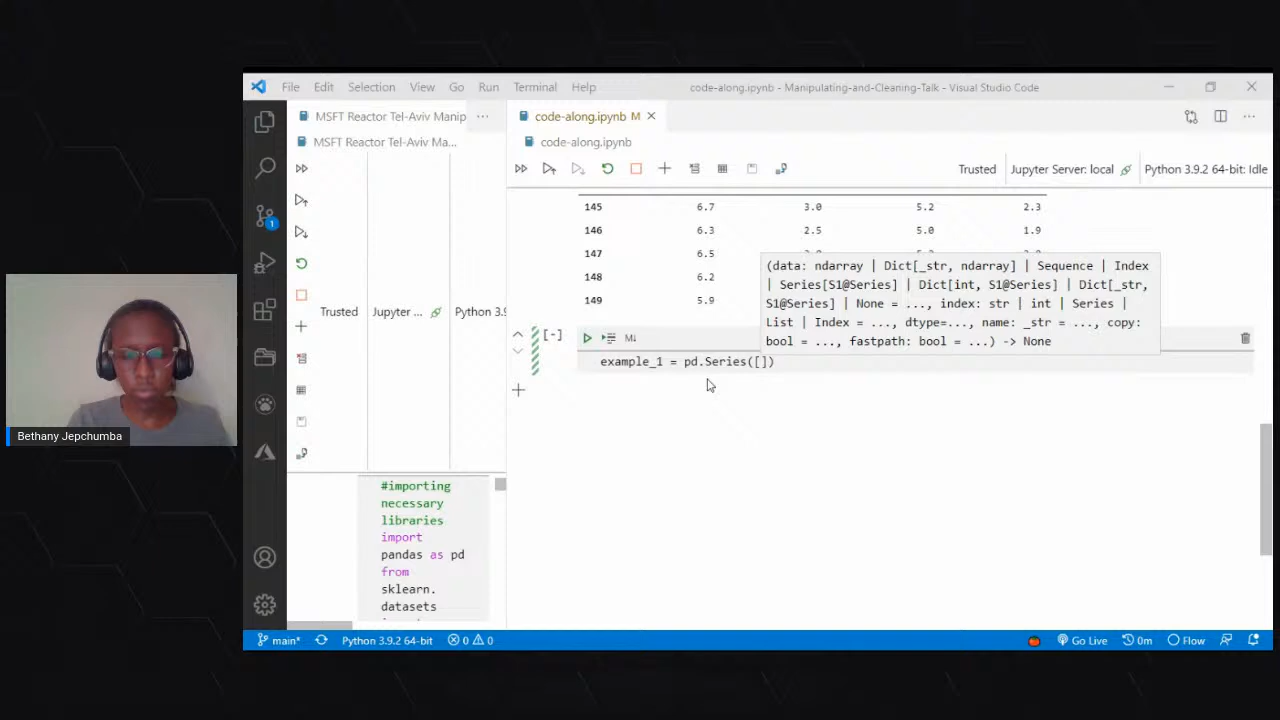 File Edit Selection View Go Run Terminal Help
code-along.ipynb - Manipulating-and-Cleaning-Talk - Visual Studio Code
MSFT Reactor Tel-Aviv Manip ...
code-along.ipynb M
MSFT Reactor Tel-Aviv Ma...
code-along.ipynb
Trusted
Jupyter Server: local
Python 3.9.2 64-bit: Idle
145 6.7 3.0 5.2 2.3
146 6.3 2.5 5.0 1.9
147 6.5
148 6.2
149 5.9
(data: ndarray | Dict[_str, ndarray] | Sequence | Index
| Series[S1@Series] | Dict[int, S1@Series] | Dict[_str,
S1@Series] | None = ..., index: str | int | Series |
List | Index = ..., dtype=..., name: _str = ..., copy:
bool = ..., fastpath: bool = ...) -> None
[-]
M↓
example_1 = pd.Series([])
1
Trusted
Jupyter ...
Python 3.
Bethany Jepchumba
#importing
necessary
libraries
import
pandas as pd
from
sklearn.
datasets
main*
Python 3.9.2 64-bit
0 0
Go Live
0m
Flow